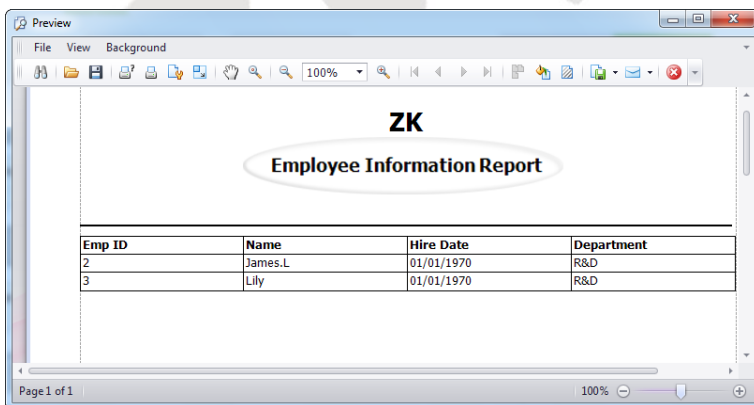 Preview
File View Background
100%
ZK
Employee Information Report
Emp ID Name Hire Date Department
2 James.L 01/01/1970 R&D
3 Lily 01/01/1970 R&D
Page 1 of 1 100%